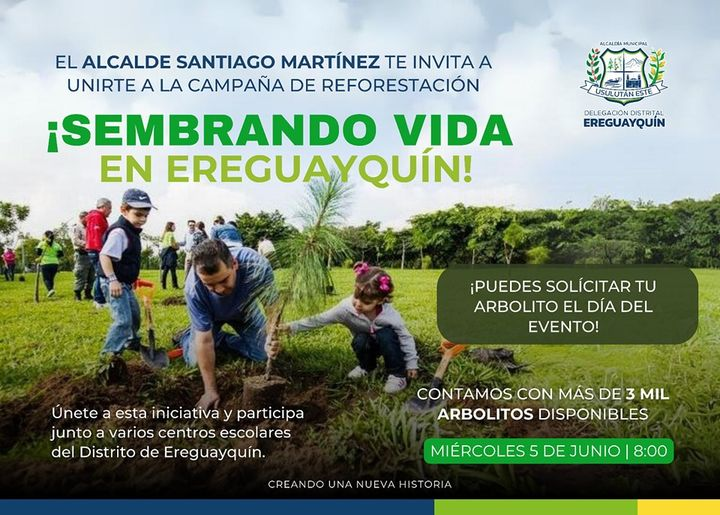 EL ALCALDE SANTIAGO MARTÍNEZ TE INVITA A
UNIRTE A LA CAMPAÑA DE REFORESTACIÓN
¡SEMBRANDO VIDA
EN EREGUAYQUÍN!
ALCALDÍA MUNICIPAL
USULUTÁN ESTE
DELEGACIÓN DISTRITAL
EREGUAYQUÍN
¡PUEDES SOLÍCITAR TU
ARBOLITO EL DÍA DEL
EVENTO!
CONTAMOS CON MÁS DE 3 MIL
ARBOLITOS DISPONIBLES
MIÉRCOLES 5 DE JUNIO | 8:00
Únete a esta iniciativa y participa
junto a varios centros escolares
del Distrito de Ereguayquín.
CREANDO UNA NUEVA HISTORIA